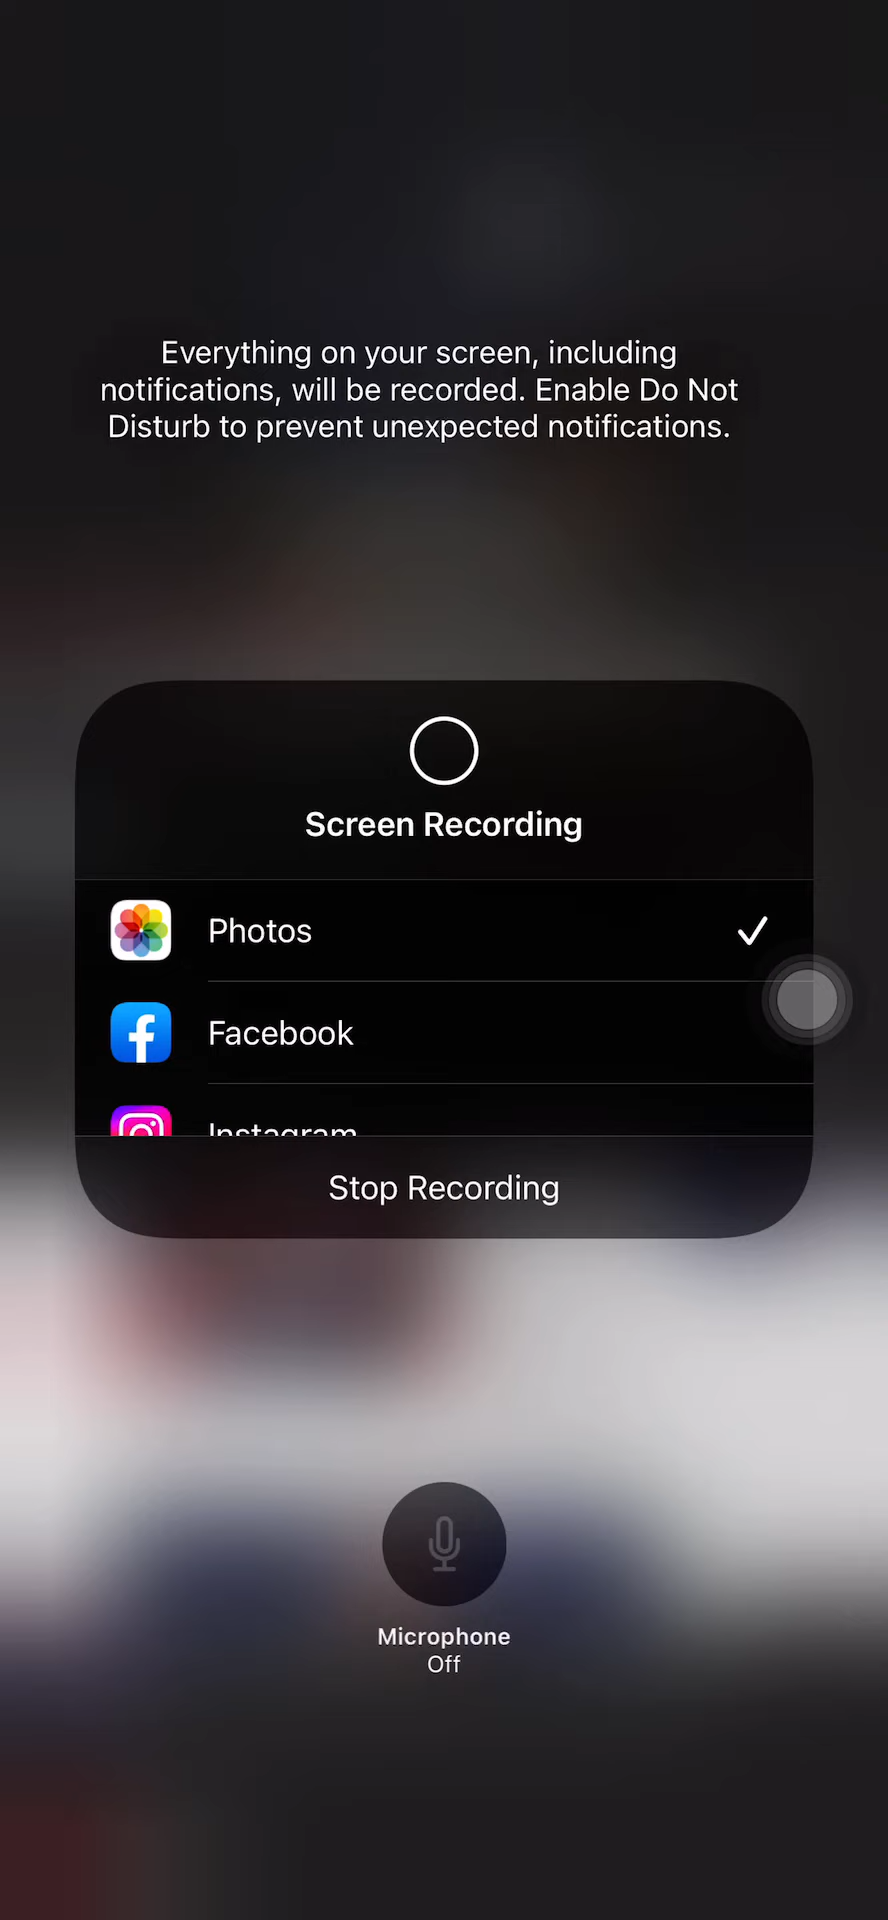 Everything on your screen, including
notifications, will be recorded. Enable Do Not
Disturb to prevent unexpected notifications.
Screen Recording
Photos
Facebook
Instagram
Stop Recording
Microphone
Off